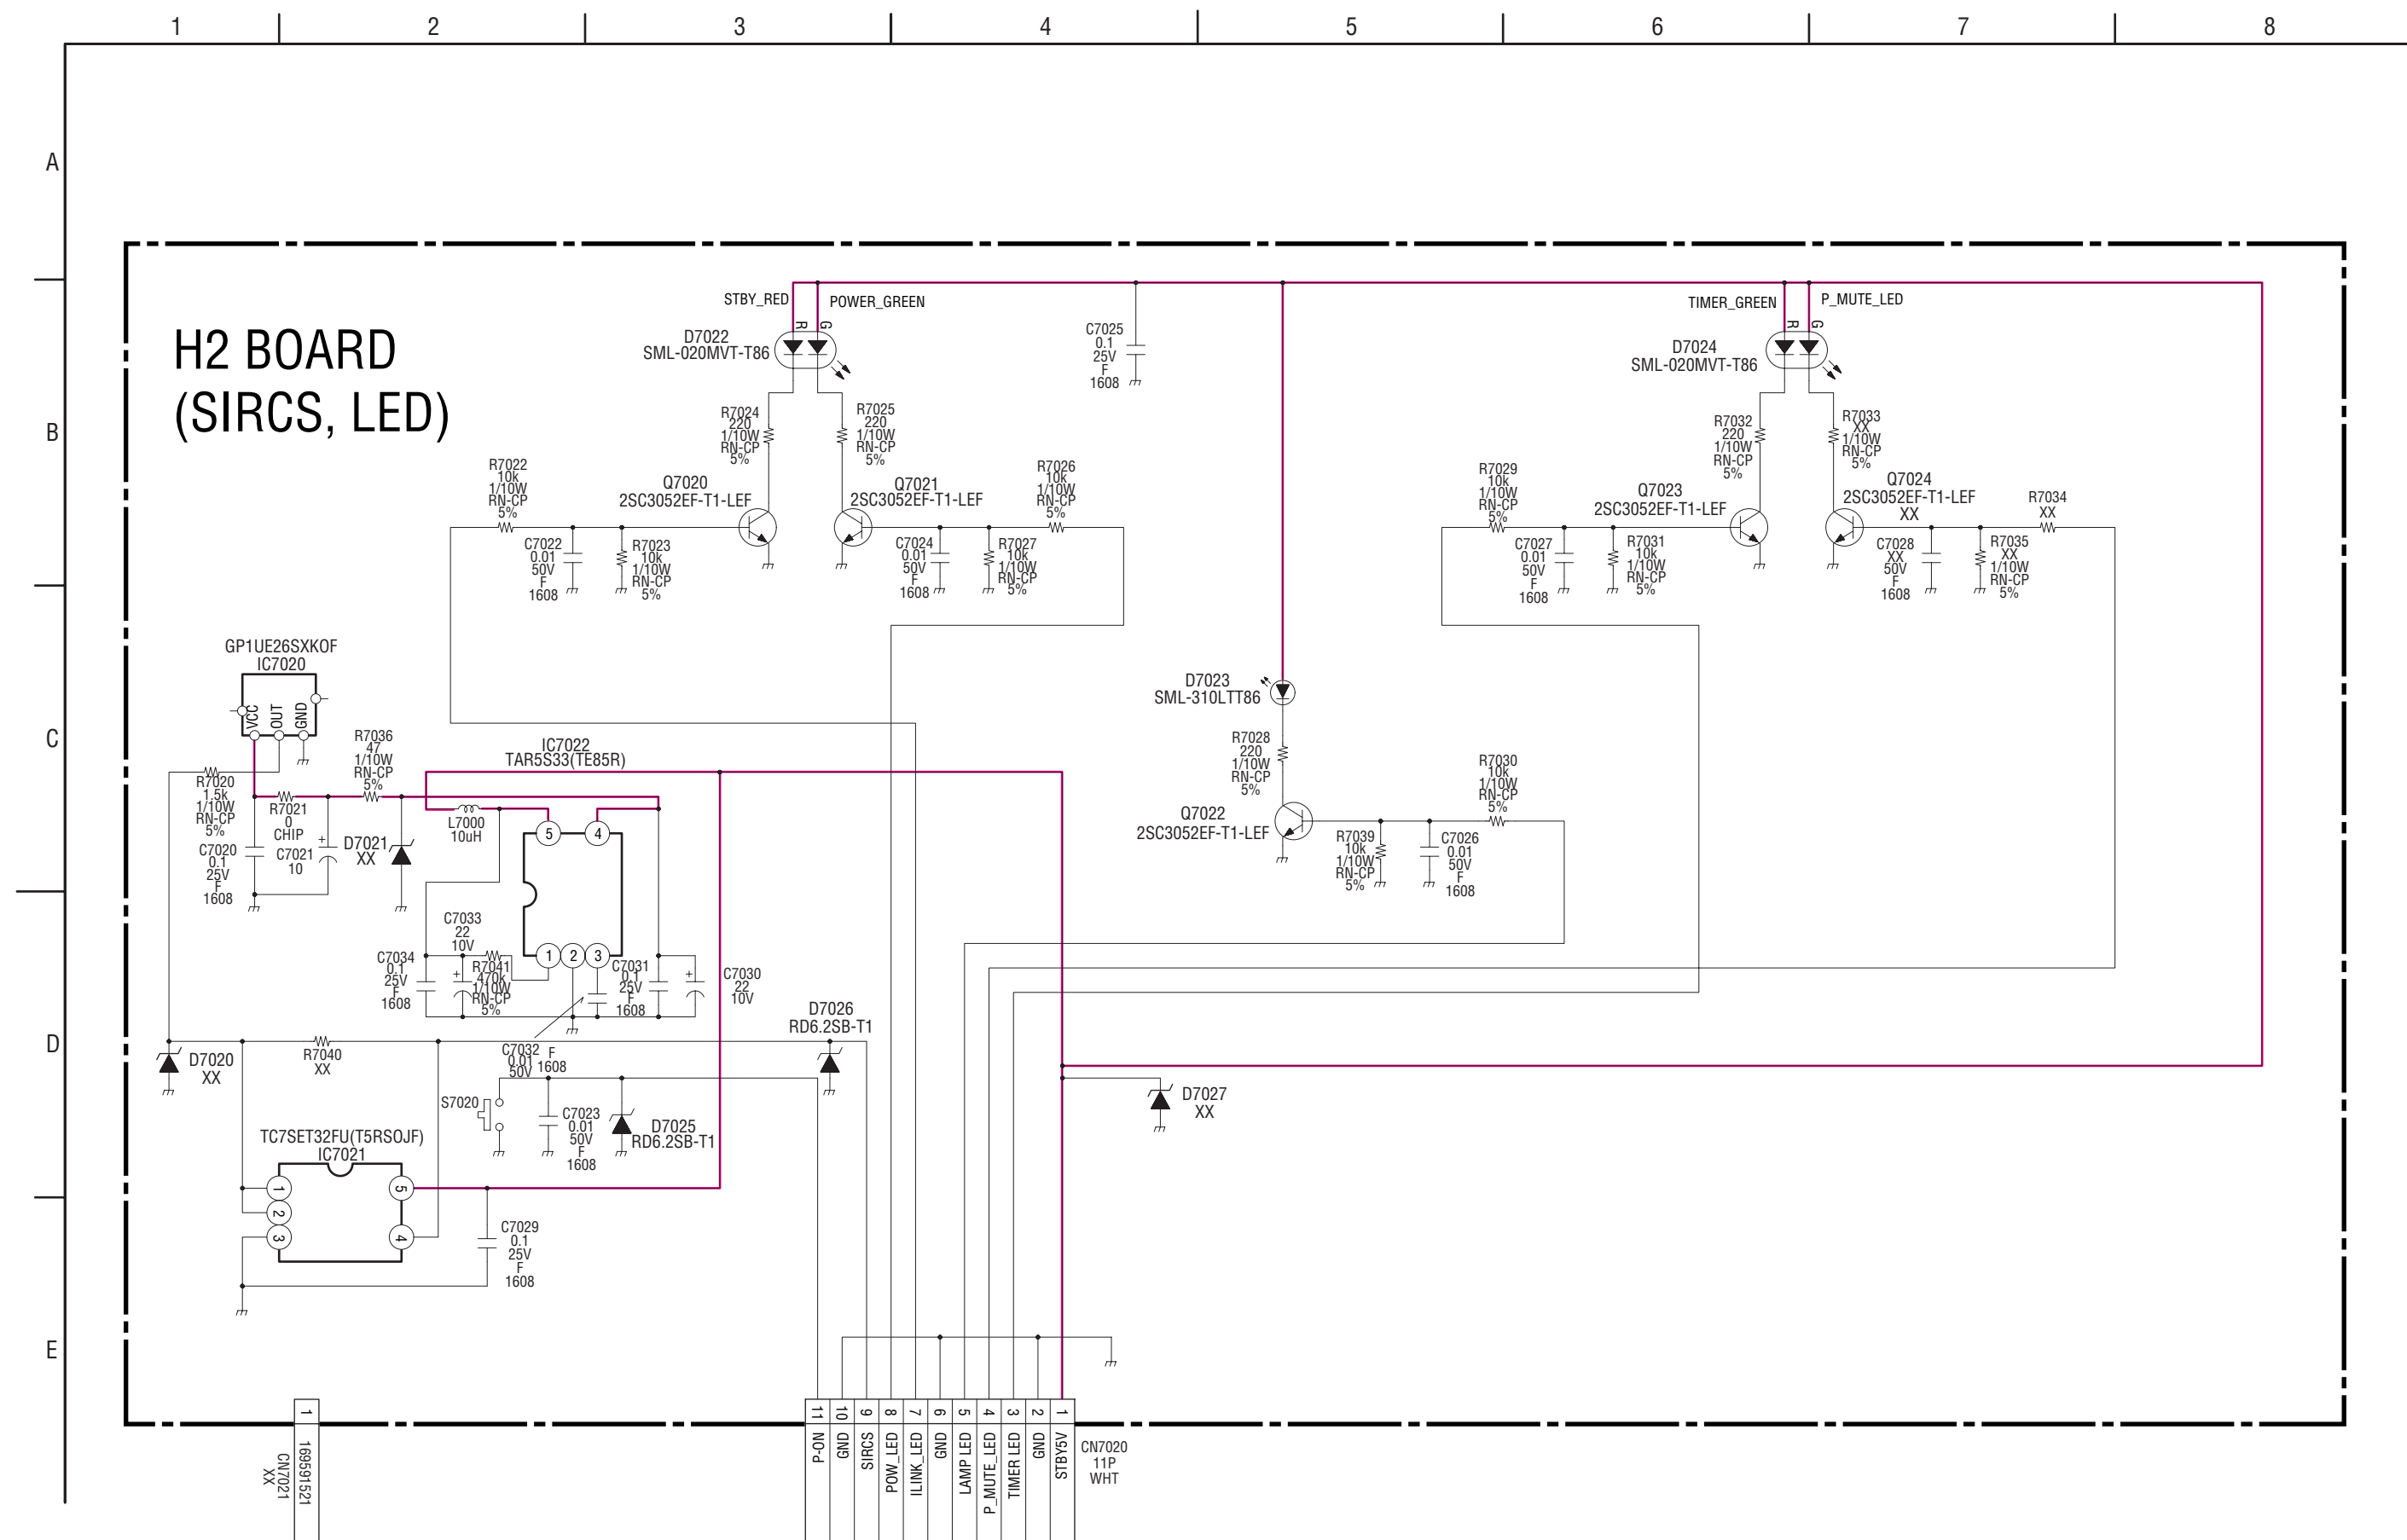 1 2 3 4 5 6 7 8
A
B
C
D
E
H2 BOARD
(SIRCS, LED)
STBY_RED
POWER_GREEN
R
G
D7022
SML-020MVT-T86
C7025
0.1
25V
F
1608
TIMER_GREEN
P_MUTE_LED
R
G
D7024
SML-020MVT-T86
R7024
220
1/10W
RN-CP
5%
R7025
220
1/10W
RN-CP
5%
R7032
220
1/10W
RN-CP
5%
R7033
XX
1/10W
RN-CP
5%
R7022
10k
1/10W
RN-CP
5%
Q7020
2SC3052EF-T1-LEF
Q7021
2SC3052EF-T1-LEF
R7026
10k
1/10W
RN-CP
5%
R7029
10k
1/10W
RN-CP
5%
Q7023
2SC3052EF-T1-LEF
Q7024
2SC3052EF-T1-LEF
XX
R7034
XX
C7022
0.01
50V
F
1608
R7023
10k
1/10W
RN-CP
5%
C7024
0.01
50V
F
1608
R7027
10k
1/10W
RN-CP
5%
C7027
0.01
50V
F
1608
R7031
10k
1/10W
RN-CP
5%
C7028
XX
50V
F
1608
R7035
XX
1/10W
RN-CP
5%
GP1UE26SXKOF
IC7020
VCC
OUT
GND
R7036
47
1/10W
RN-CP
5%
IC7022
TAR5S33(TE85R)
R7020
1.5k
1/10W
RN-CP
5%
R7021
0
CHIP
L7000
10uH
5
4
C7020
0.1
25V
F
1608
C7021
10
+
D7021
XX
D7023
SML-310LTT86
R7028
220
1/10W
RN-CP
5%
Q7022
2SC3052EF-T1-LEF
R7030
10k
1/10W
RN-CP
5%
R7039
10k
1/10W
RN-CP
5%
C7026
0.01
50V
F
1608
C7033
22
10V
+
C7034
0.1
25V
F
1608
R7041
470k
1/10W
RN-CP
5%
1
2
3
C7031
0.1
25V
F
1608
+
C7030
22
10V
D7026
RD6.2SB-T1
D7020
XX
R7040
XX
C7032
0.01
50V
F
1608
S7020
C7023
0.01
50V
F
1608
D7025
RD6.2SB-T1
D7027
XX
TC7SET32FU(T5RSOJF)
IC7021
1
2
3
5
4
C7029
0.1
25V
F
1608
1
169591521
CN7021
XX
11 10 9 8 7 6 5 4 3 2 1
P-ON
GND
SIRCS
POW_LED
ILINK_LED
GND
LAMP LED
P_MUTE_LED
TIMER LED
GND
STBY5V
CN7020
11P
WHT